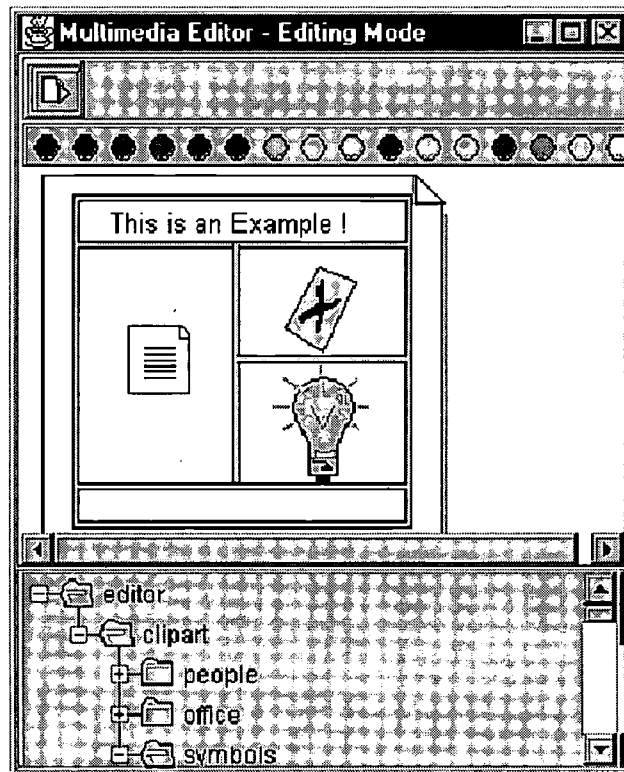 Multimedia Editor - Editing Mode
This is an Example !
editor
clipart
people
office
symbols